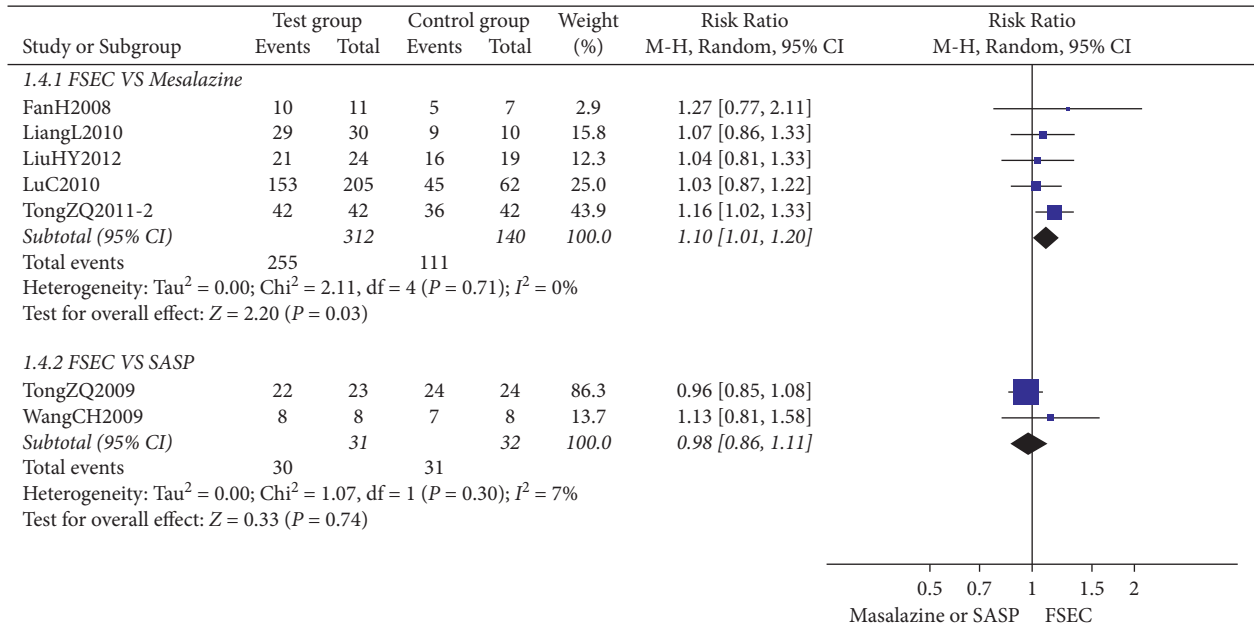 Test group Control group Weight Risk Ratio Risk Ratio
Study or Subgroup Events Total Events Total (%) M-H, Random, 95% CI M-H, Random, 95% CI
1.4.1 FSEC VS Mesalazine
FanH2008 10 11 5 7 2.9 1.27 [0.77, 2.11]
LiangL2010 29 30 9 10 15.8 1.07 [0.86, 1.33]
LiuHY2012 21 24 16 19 12.3 1.04 [0.81, 1.33]
LuC2010 153 205 45 62 25.0 1.03 [0.87, 1.22]
TongZQ2011-2 42 42 36 42 43.9 1.16 [1.02, 1.33]
Subtotal (95% CI) 312 140 100.0 1.10 [1.01, 1.20]
Total events 255 111
Heterogeneity: Tau² = 0.00; Chi² = 2.11, df = 4 (P = 0.71); I² = 0%
Test for overall effect: Z = 2.20 (P = 0.03)
1.4.2 FSEC VS SASP
TongZQ2009 22 23 24 24 86.3 0.96 [0.85, 1.08]
WangCH2009 8 8 7 8 13.7 1.13 [0.81, 1.58]
Subtotal (95% CI) 31 32 100.0 0.98 [0.86, 1.11]
Total events 30 31
Heterogeneity: Tau² = 0.00; Chi² = 1.07, df = 1 (P = 0.30); I² = 7%
Test for overall effect: Z = 0.33 (P = 0.74)
0.5 0.7 1 1.5 2
Masalazine or SASP FSEC